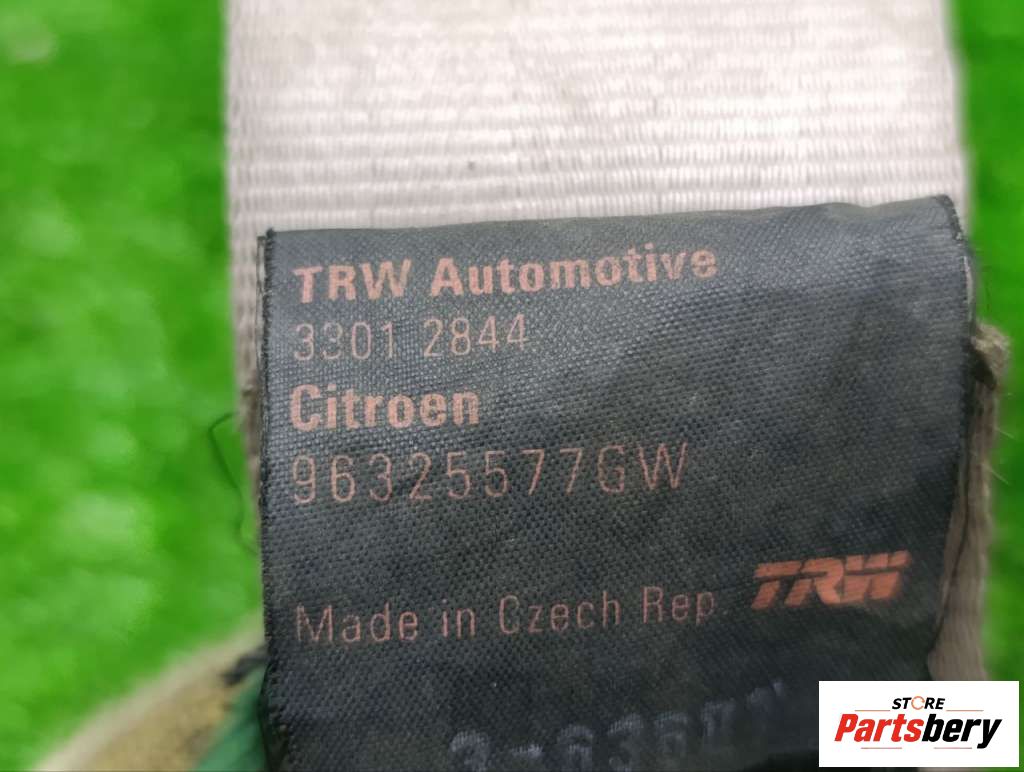 TRW Automotive
3301 2844
Citroen
96325577GW
Made in Czech Rep
TRW
STORE
Partsbery